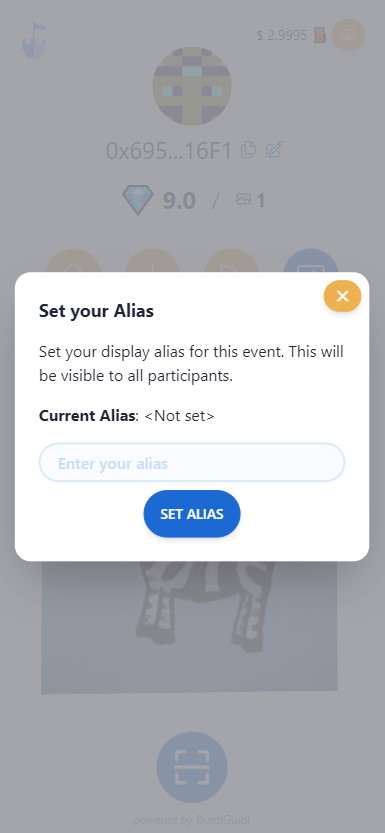 $ 2.9995
0x695...16F1
9.0 / 1
Set your Alias
Set your display alias for this event. This will
be visible to all participants.
Current Alias: <Not set>
Enter your alias
SET ALIAS
powered by BuidlGuidl